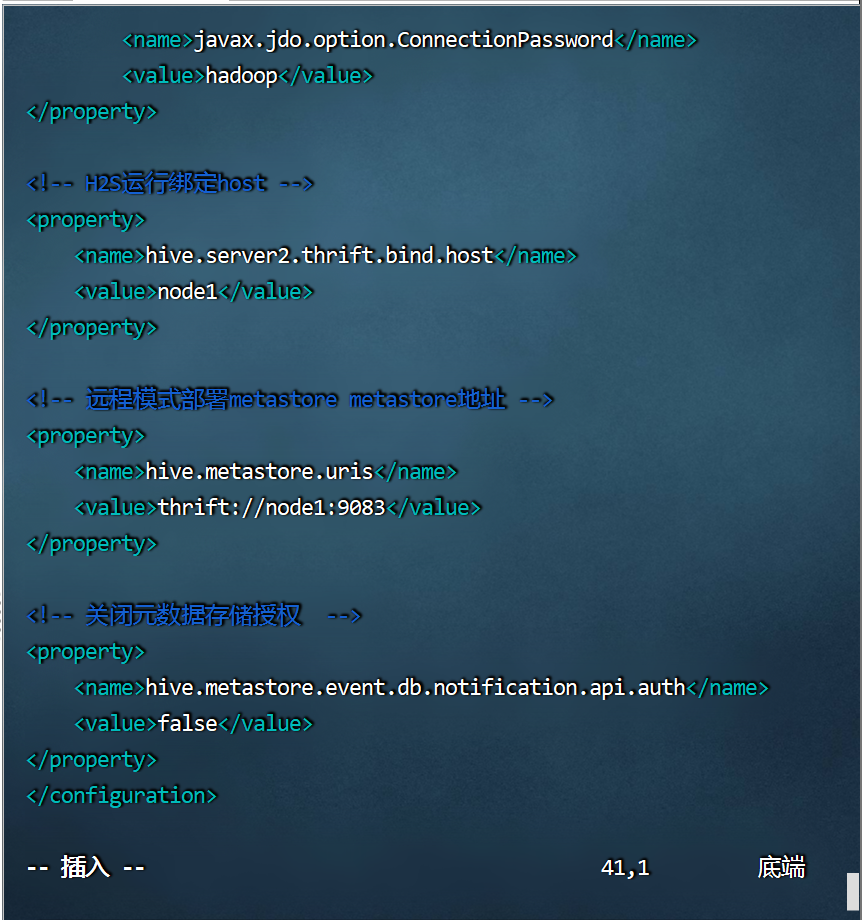 <name>javax.jdo.option.ConnectionPassword</name>
<value>hadoop</value>
</property>
<!-- H2S运行绑定host -->
<property>
<name>hive.server2.thrift.bind.host</name>
<value>node1</value>
</property>
<!-- 远程模式部署metastore metastore地址 -->
<property>
<name>hive.metastore.uris</name>
<value>thrift://node1:9083</value>
</property>
<!-- 关闭元数据存储授权  -->
<property>
<name>hive.metastore.event.db.notification.api.auth</name>
<value>false</value>
</property>
</configuration>
-- 插入 -- 41,1 底端